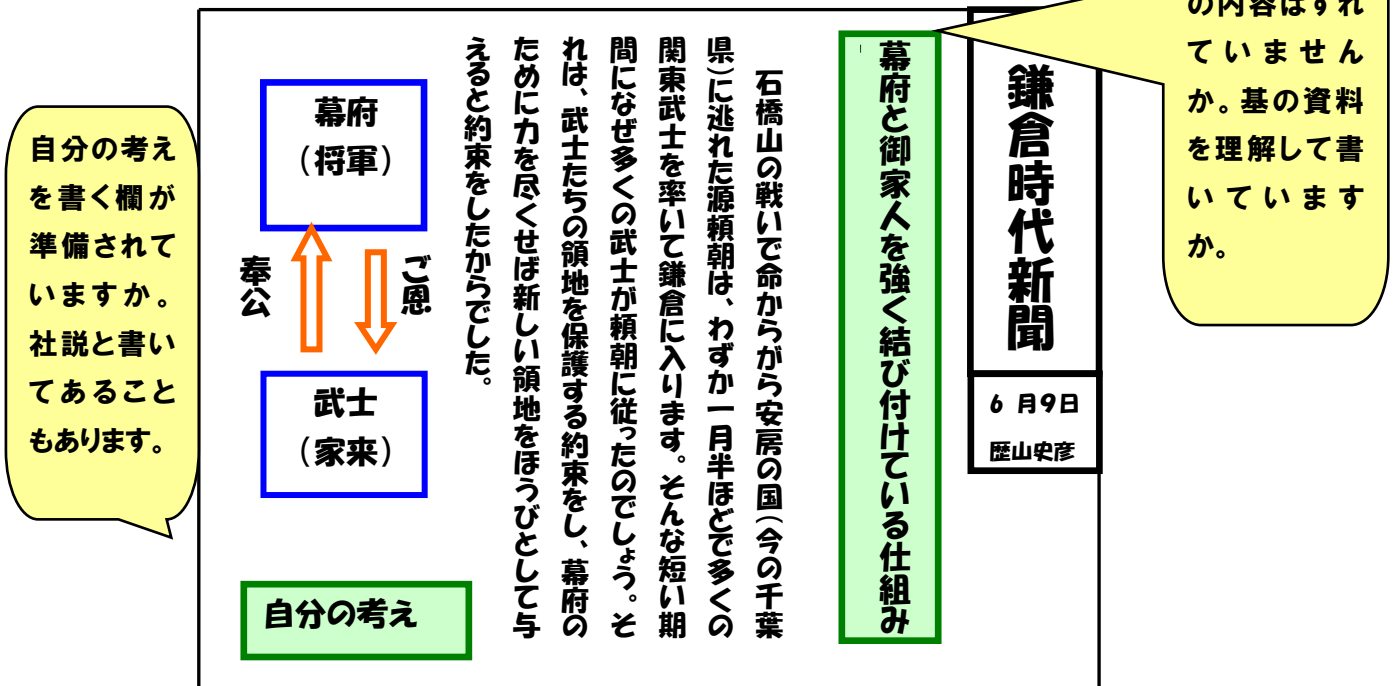 の内容はずれ
ていません
か。基の資料
を理解して書
いています
か。
鎌倉時代新聞
6 月9日
歴山史彦
幕府と御家人を強く結び付けている仕組み
石橋山の戦いで命からがら安房の国(今の千葉
県)に逃れた源頼朝は、わずか一月半ほどで多くの
関東武士を率いて鎌倉に入ります。そんな短い期
間になぜ多くの武士が頼朝に従ったのでしょう。そ
れは、武士たちの領地を保護する約束をし、幕府の
ために力を尽くせば新しい領地をほうびとして与
えると約束をしたからでした。
幕府
(将軍)
ご恩
奉公
武士
(家来)
自分の考え
自分の考え
を書く欄が
準備されて
いますか。
社説と書い
てあること
もあります。